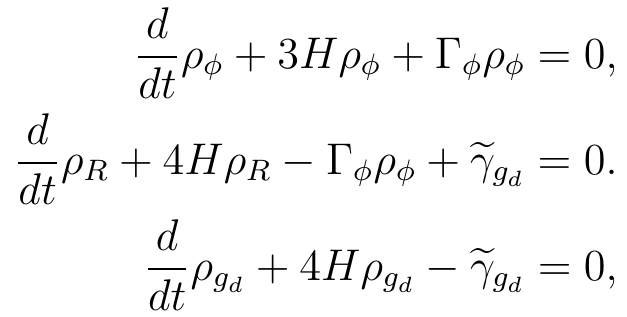 \frac{d}{dt}\rho_\phi + 3H\rho_\phi + \Gamma_\phi\rho_\phi = 0,
\frac{d}{dt}\rho_R + 4H\rho_R - \Gamma_\phi\rho_\phi + \widetilde{\gamma}_{g_d} = 0.
\frac{d}{dt}\rho_{g_d} + 4H\rho_{g_d} - \widetilde{\gamma}_{g_d} = 0,